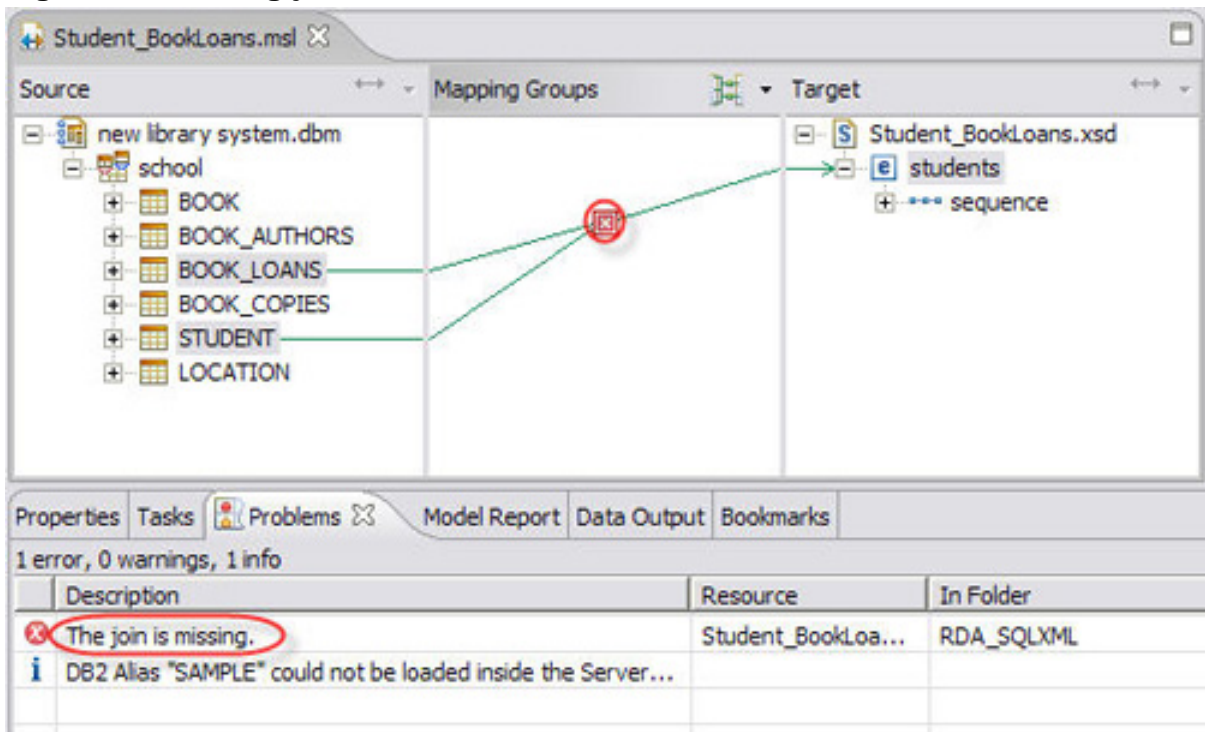 Student_BookLoans.msl
Source
Mapping Groups
Target
new library system.dbm
school
BOOK
BOOK_AUTHORS
BOOK_LOANS
BOOK_COPIES
STUDENT
LOCATION
Student_BookLoans.xsd
students
sequence
Properties Tasks Problems Model Report Data Output Bookmarks
1 error, 0 warnings, 1 info
Description Resource In Folder
The join is missing. Student_BookLoa... RDA_SQLXML
DB2 Alias "SAMPLE" could not be loaded inside the Server...